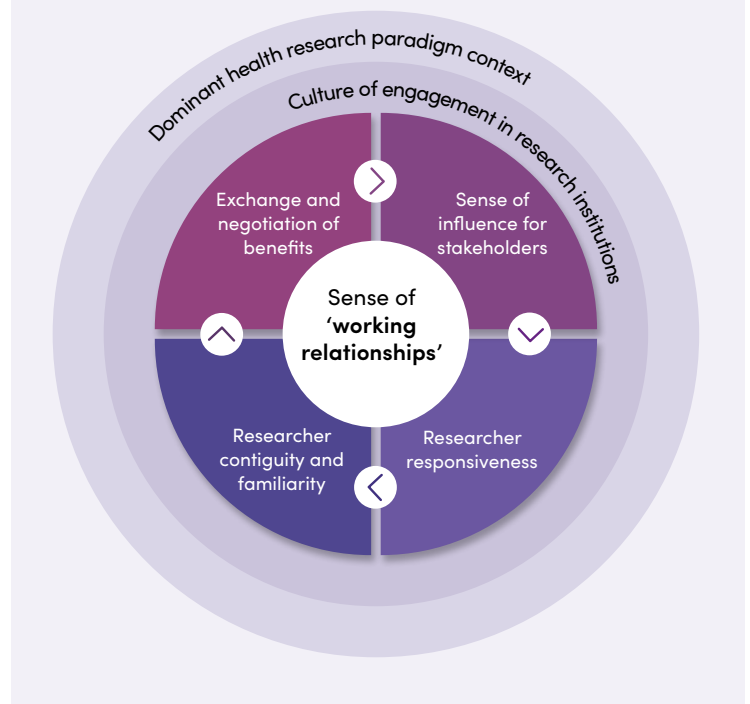 Dominant health research paradigm context
Culture of engagement in research institutions
Exchange and
negotiation of
benefits
Sense of
influence for
stakeholders
Sense of
‘working
relationships’
Researcher
contiguity and
familiarity
Researcher
responsiveness